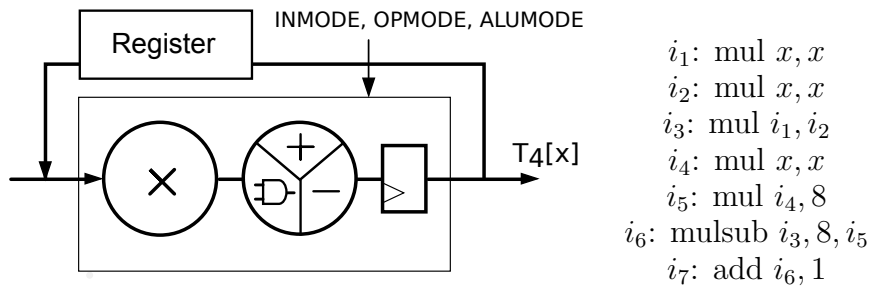 INMODE, OPMODE, ALUMODE
Register
T₄[x]
i₁: mul x, x
i₂: mul x, x
i₃: mul i₁, i₂
i₄: mul x, x
i₅: mul i₄, 8
i₆: mulsub i₃, 8, i₅
i₇: add i₆, 1